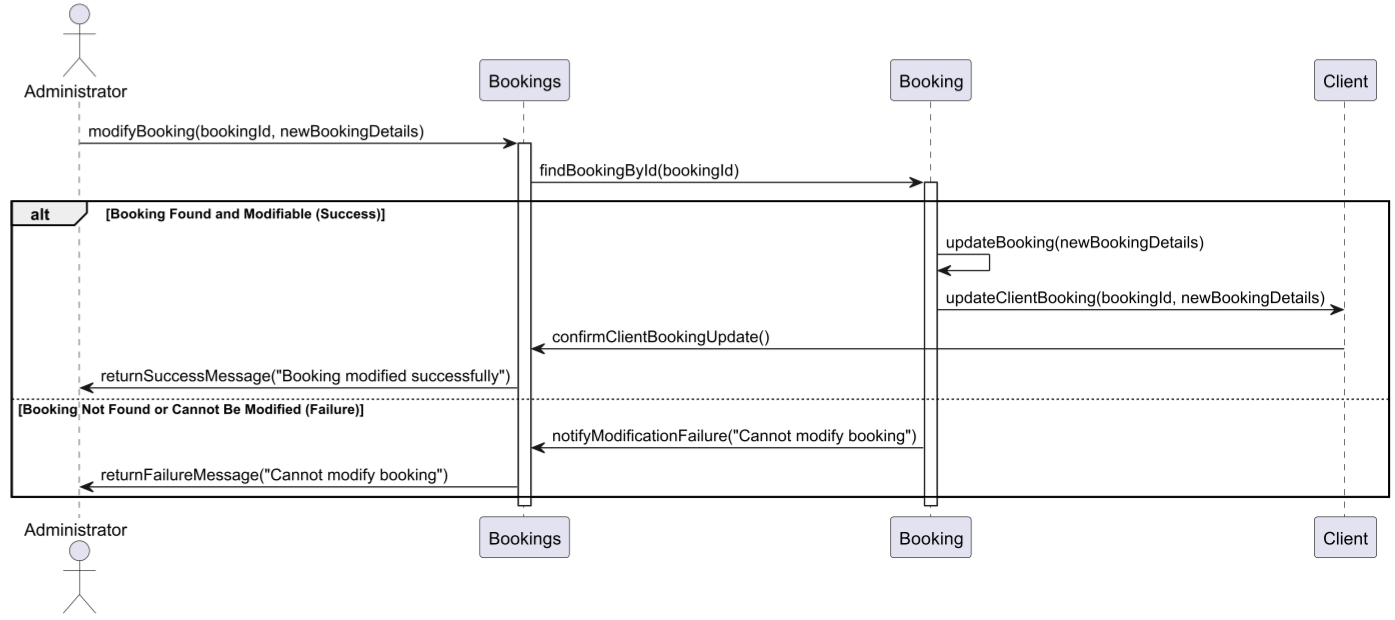 Administrator
Bookings
Booking
Client
modifyBooking(bookingId, newBookingDetails)
findBookingById(bookingId)
alt
[Booking Found and Modifiable (Success)]
updateBooking(newBookingDetails)
updateClientBooking(bookingId, newBookingDetails)
confirmClientBookingUpdate()
returnSuccessMessage("Booking modified successfully")
[Booking Not Found or Cannot Be Modified (Failure)]
notifyModificationFailure("Cannot modify booking")
returnFailureMessage("Cannot modify booking")
Administrator
Bookings
Booking
Client